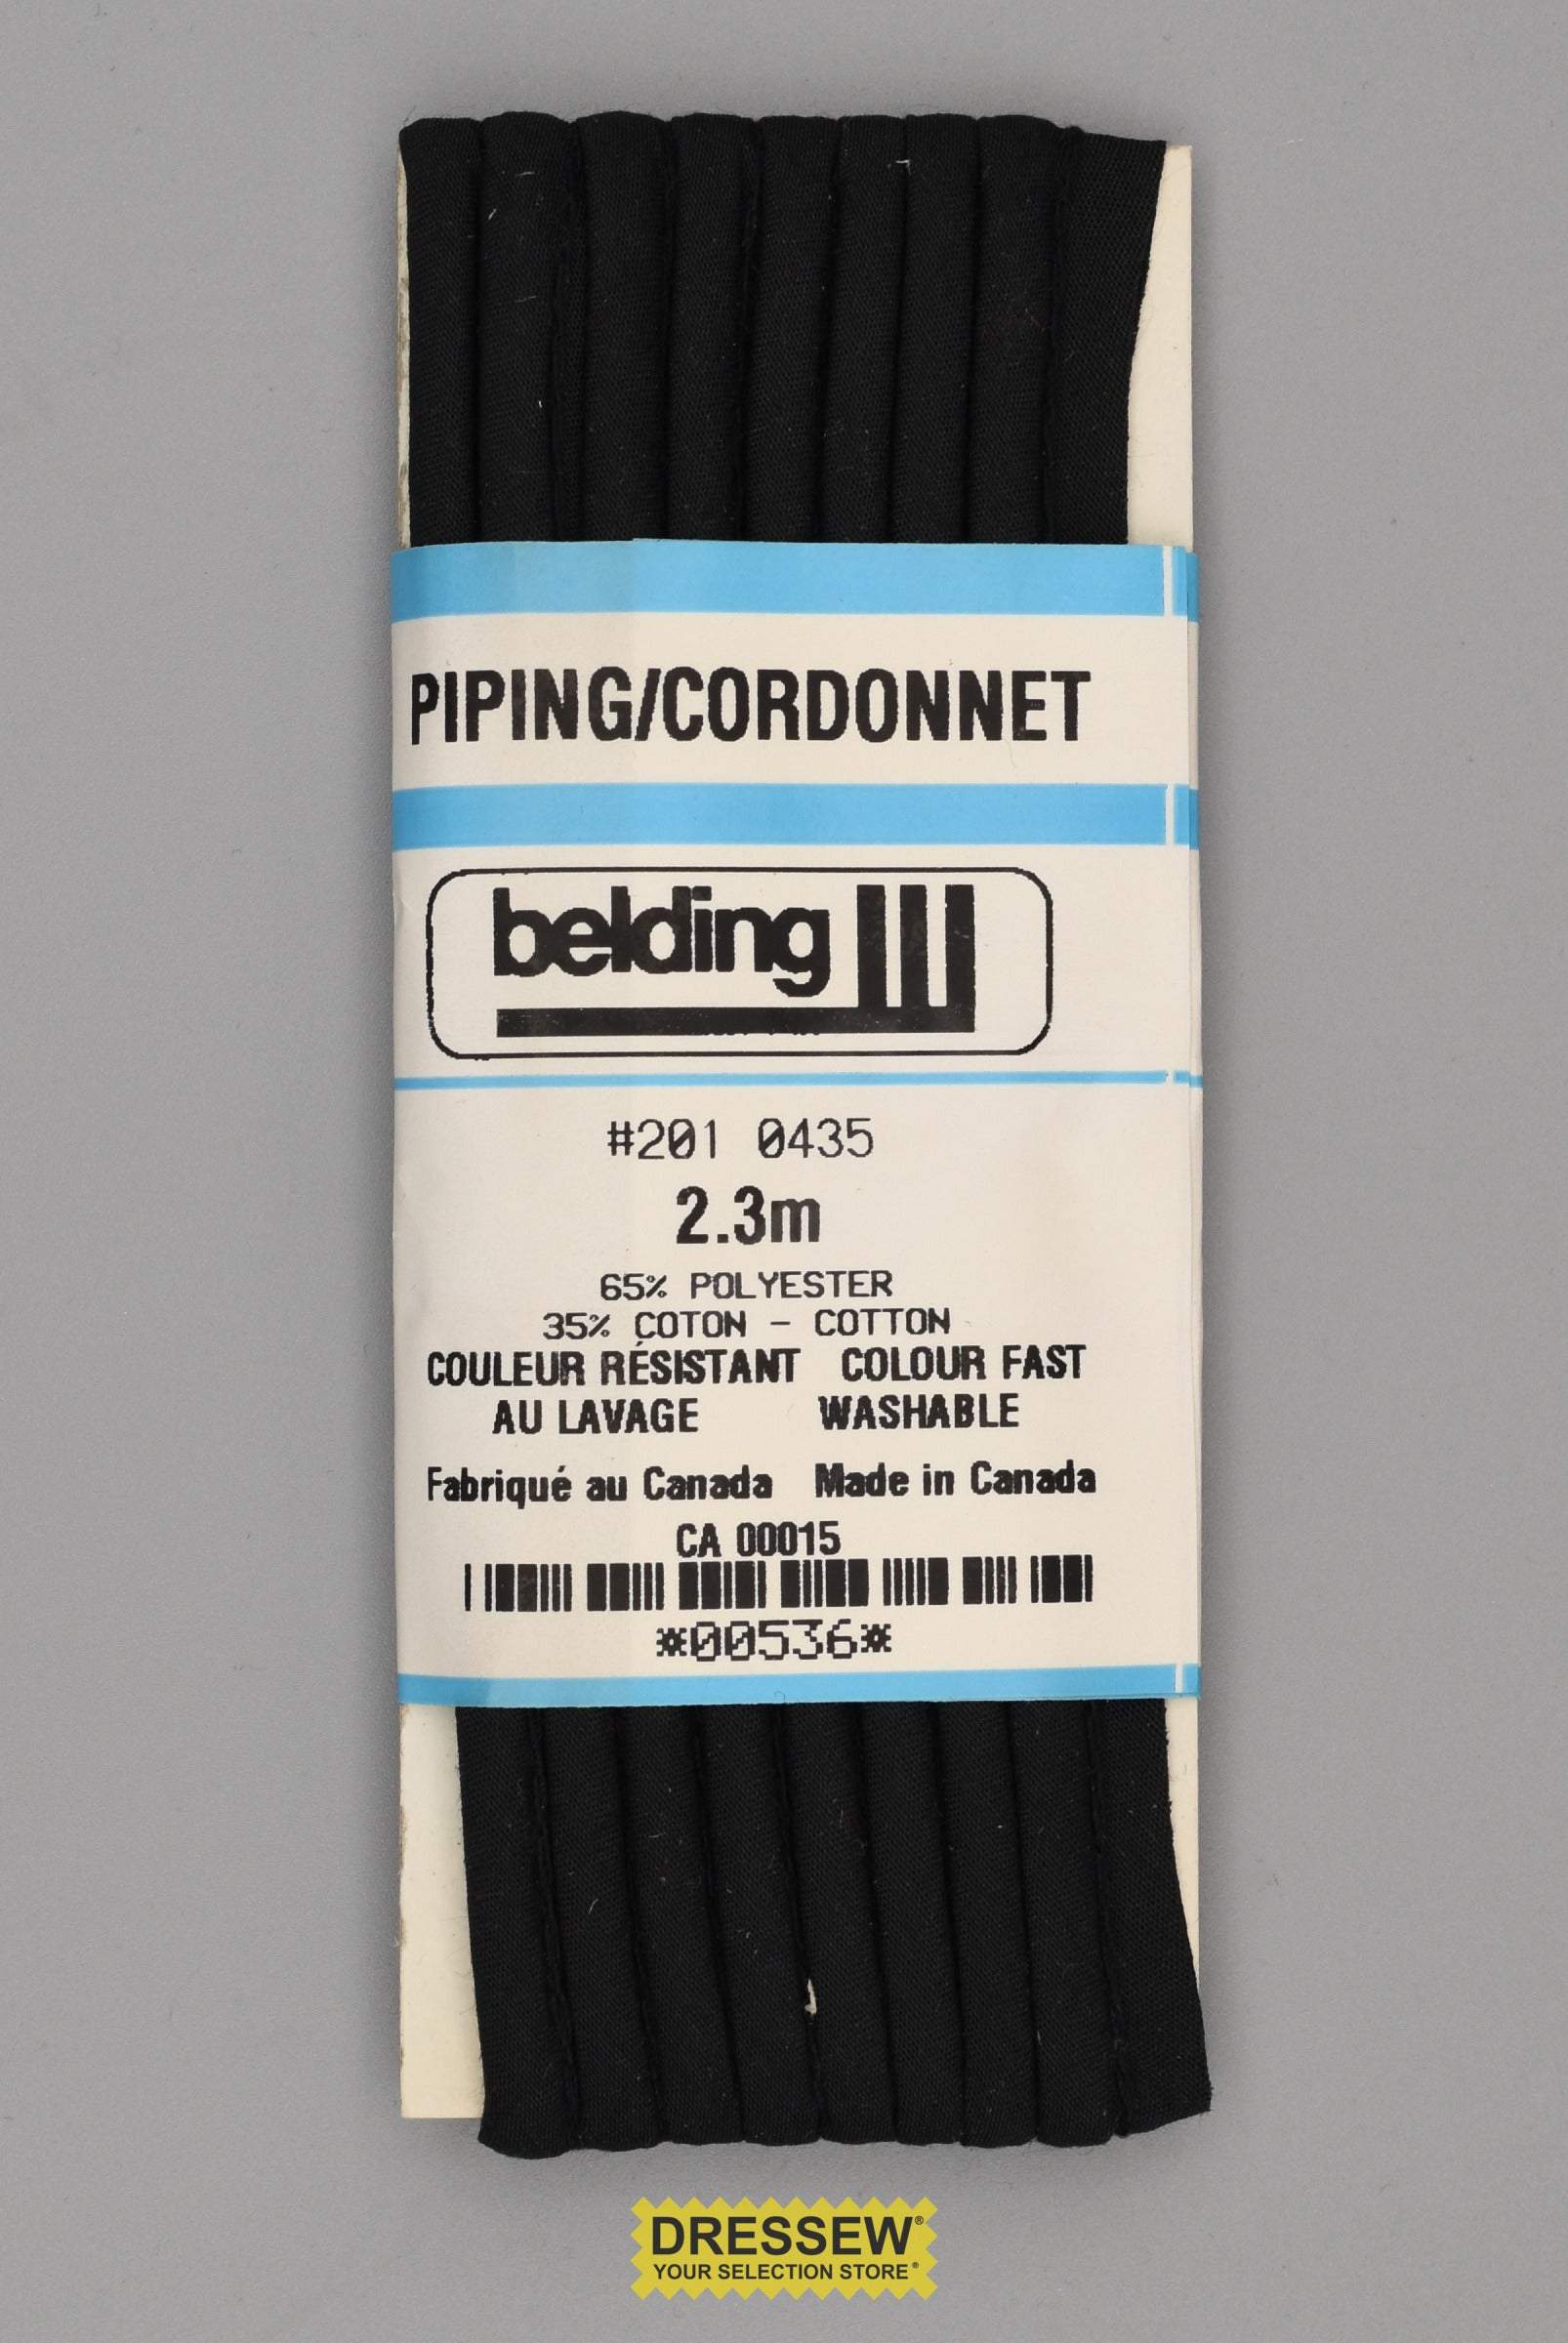 PIPING/CORDONNET
belding
#201 0435
2.3m
65% POLYESTER
35% COTON - COTTON
COULEUR RÉSISTANT COLOUR FAST
AU LAVAGE WASHABLE
Fabriqué au Canada Made in Canada
CA 00015
*00536*
DRESSEW®
YOUR SELECTION STORE®